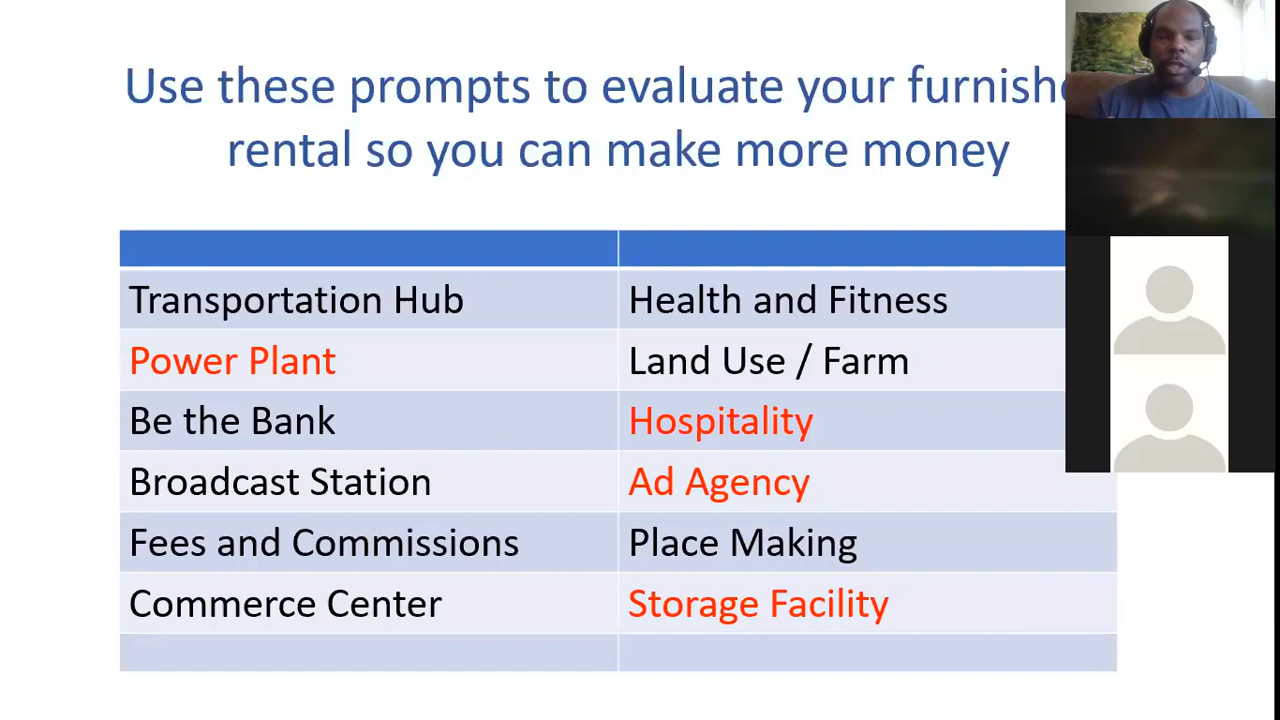 Use these prompts to evaluate your furnishe
rental so you can make more money
Transportation Hub
Health and Fitness
Power Plant
Land Use / Farm
Be the Bank
Hospitality
Broadcast Station
Ad Agency
Fees and Commissions
Place Making
Commerce Center
Storage Facility